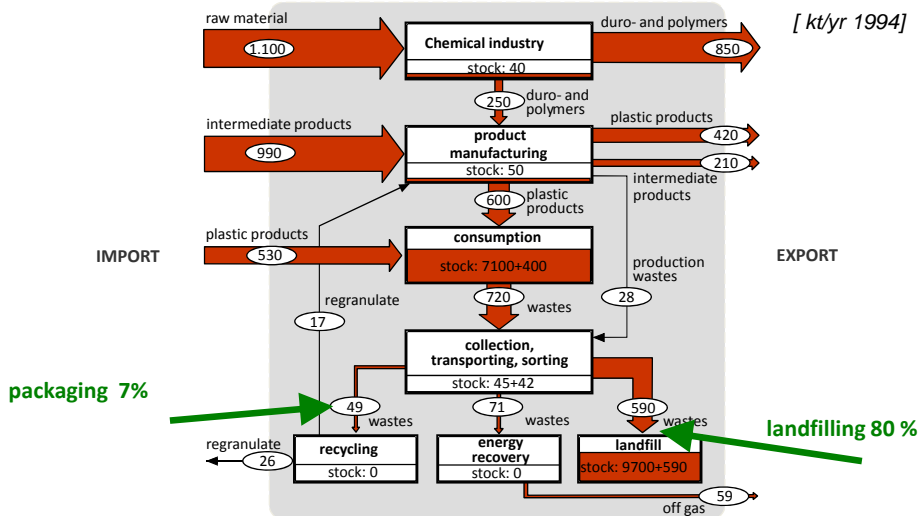 raw material
1.100
Chemical industry
stock: 40
duro- and polymers
850
[ kt/yr 1994]
250
duro- and
polymers
intermediate products
990
product
manufacturing
stock: 50
plastic products
420
210
intermediate
products
600
plastic
products
plastic products
530
IMPORT
consumption
stock: 7100+400
EXPORT
production
wastes
28
720
wastes
regranulate
17
collection,
transporting, sorting
stock: 45+42
packaging 7%
49
wastes
71
wastes
590
wastes
landfilling 80 %
regranulate
26
recycling
stock: 0
energy
recovery
stock: 0
landfill
stock: 9700+590
59
off gas